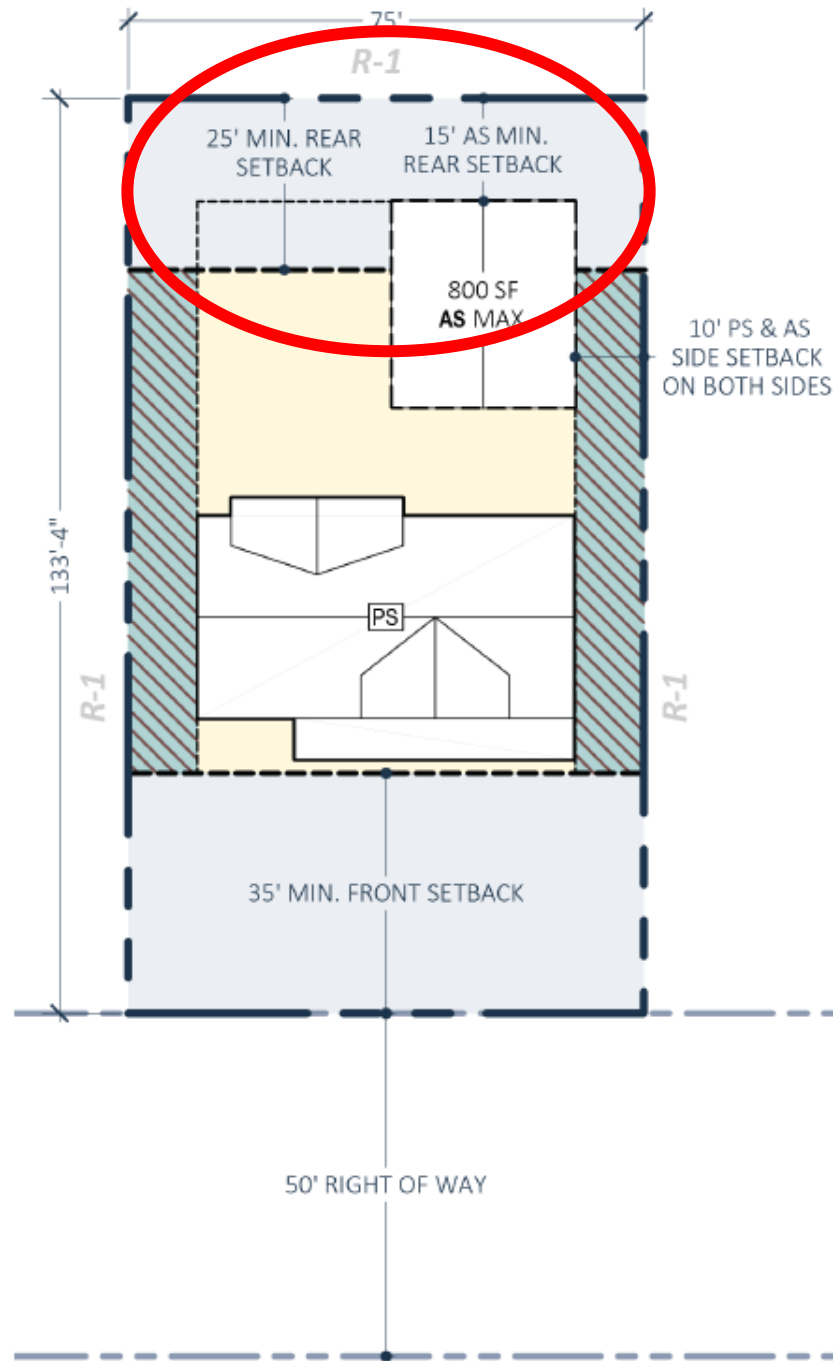 75'
R-1
25' MIN. REAR
SETBACK
15' AS MIN.
REAR SETBACK
800 SF
AS MAX
10' PS & AS
SIDE SETBACK
ON BOTH SIDES
133'-4"
PS
R-1
R-1
35' MIN. FRONT SETBACK
50' RIGHT OF WAY